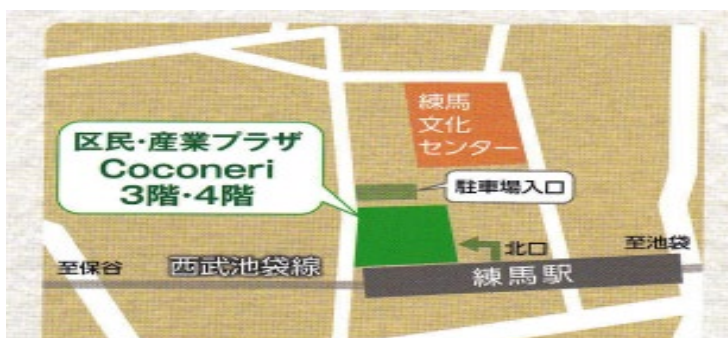 練馬
文化
センター
区民・産業プラザ
Coconeri
3階・4階
駐車場入口
北口
至池袋
至保谷
西武池袋線
練馬駅